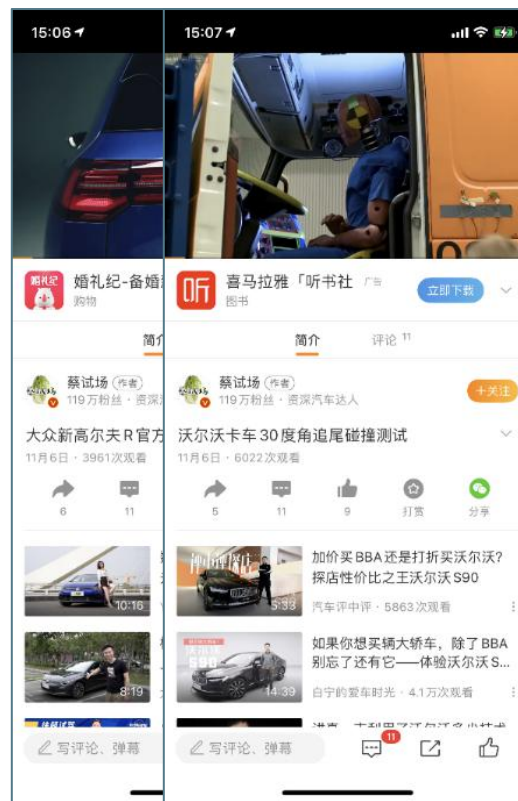 15:06
婚礼纪
婚礼纪-备婚
购物
简介
蔡试场 (作者)
119万粉丝 · 资深
大众新高尔夫R官方
11月6日 · 3961次观看
6
11
10:16
8:19
写评论、弹幕
15:07
听
喜马拉雅「听书社
广告
图书
立即下载
简介
评论 11
蔡试场 (作者)
119万粉丝 · 资深汽车达人
+关注
沃尔沃卡车30度角追尾碰撞测试
11月6日 · 6022次观看
5
11
9
打赏
分享
5:33
加价买BBA还是打折买沃尔沃?
探店性价比之王沃尔沃S90
汽车评中评 · 5863次观看
S90
14:39
如果你想买辆大轿车，除了BBA
别忘了还有它——体验沃尔沃S...
白宁的爱车时光 · 4.1万次观看
写评论、弹幕
11